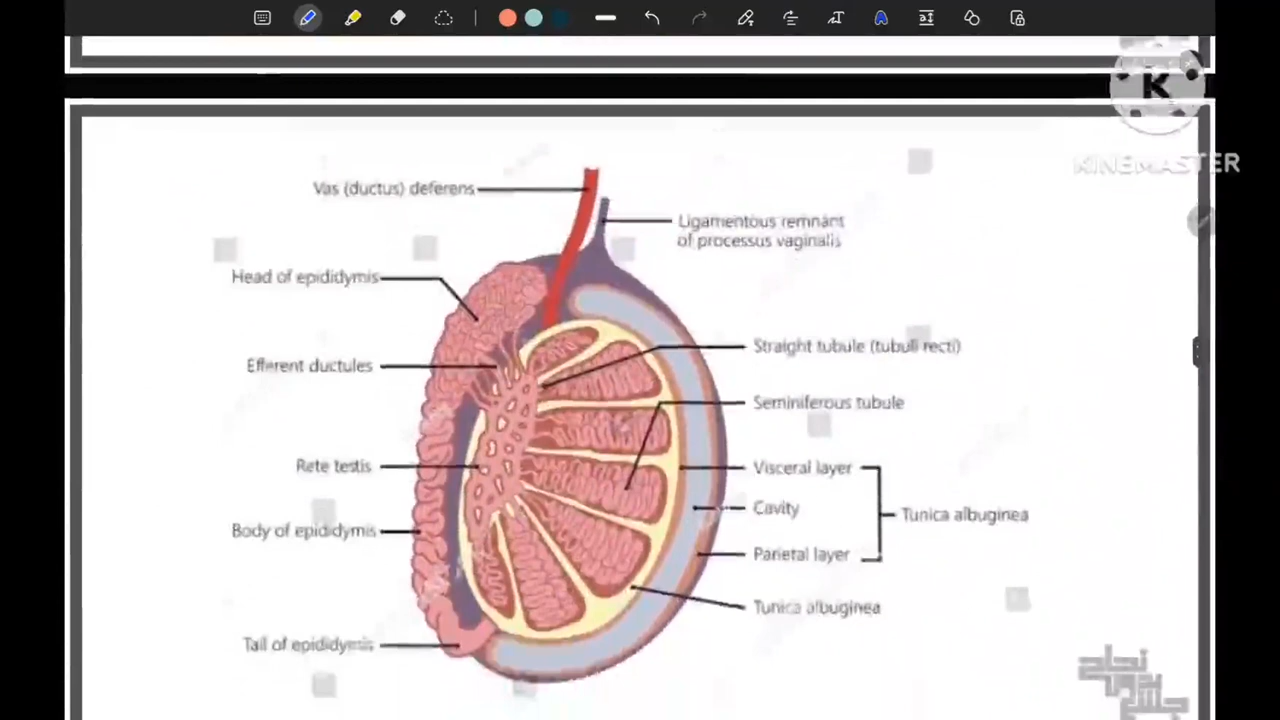 K
KINEMASTER
Vas (ductus) deferens
Ligamentous remnant
of processus vaginalis
Head of epididymis
Straight tubule (tubuli recti)
Efferent ductules
Seminiferous tubule
Rete testis
Visceral layer
Cavity
Tunica albuginea
Body of epididymis
Parietal layer
Tunica albuginea
Tail of epididymis